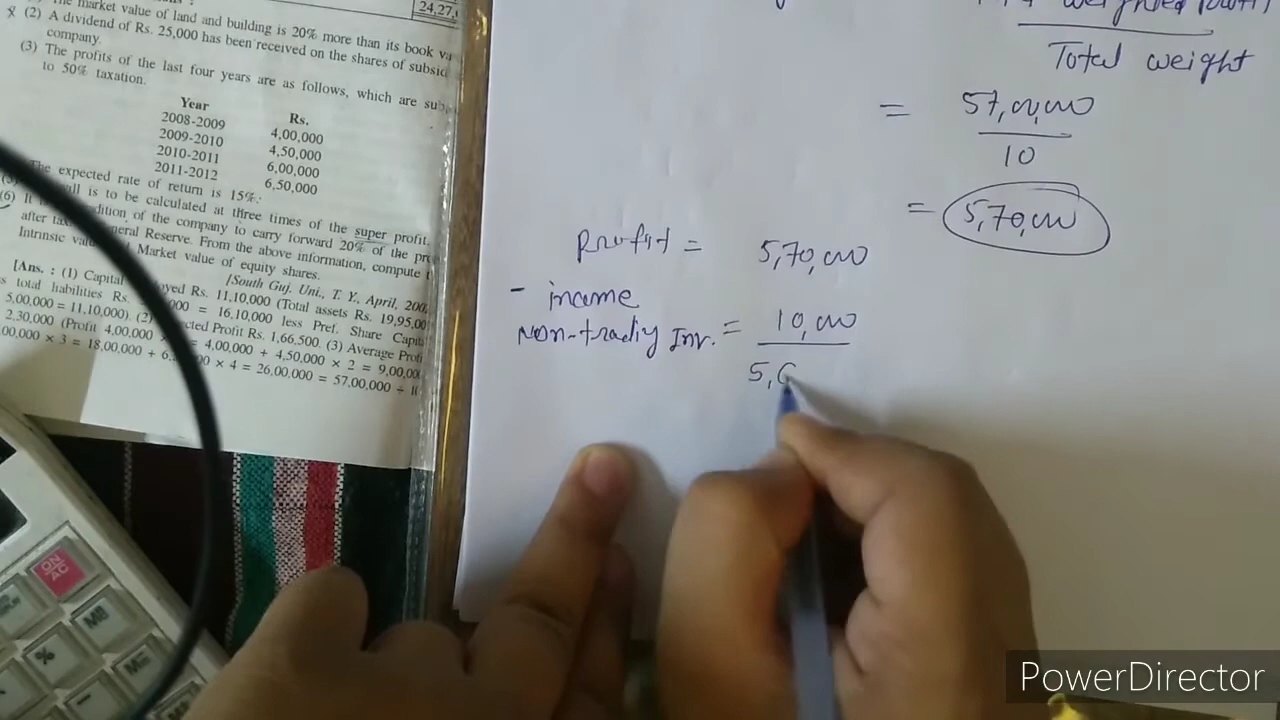 24,27,
The market value of land and building is 20% more than its book va
x (2) A dividend of Rs. 25,000 has been received on the shares of subsid
company.
(3) The profits of the last four years are as follows, which are sub
to 50% taxation.
Year Rs.
2008-2009 4,00,000
2009-2010 4,50,000
2010-2011 6,00,000
2011-2012 6,50,000
The expected rate of return is 15%.
is to be calculated at three times of the super profit.
(6) It of the company to carry forward 20% of the pro
after General Reserve. From the above information, compute
Intrinsic Market value of equity shares.
[South Guj. Uni., T. Y., April, 200
[Ans. : (1) Capital Rs. 11,10,000 (Total assets Rs. 19,95,00
total liabilities Rs. = 16,10,000 less Pref. Share Capit
5,00,000 = 11,10,000). (2) Profit Rs. 1,66,500. (3) Average Prof
2,30,000 (Profit 4,00,000 = 4,00,000 + 4,50,000 × 2 = 9,00,00
00,000 × 3 = 18,00,000 + × 4 = 26,00,000 = 57,00,000 ÷ 10
weighted
Total weight
= 57,00,000
10
= 5,70,000
Profit = 5,70,000
- income
Non-trading Inv. = 10,000
5,6
ON
AC
%
PowerDirector